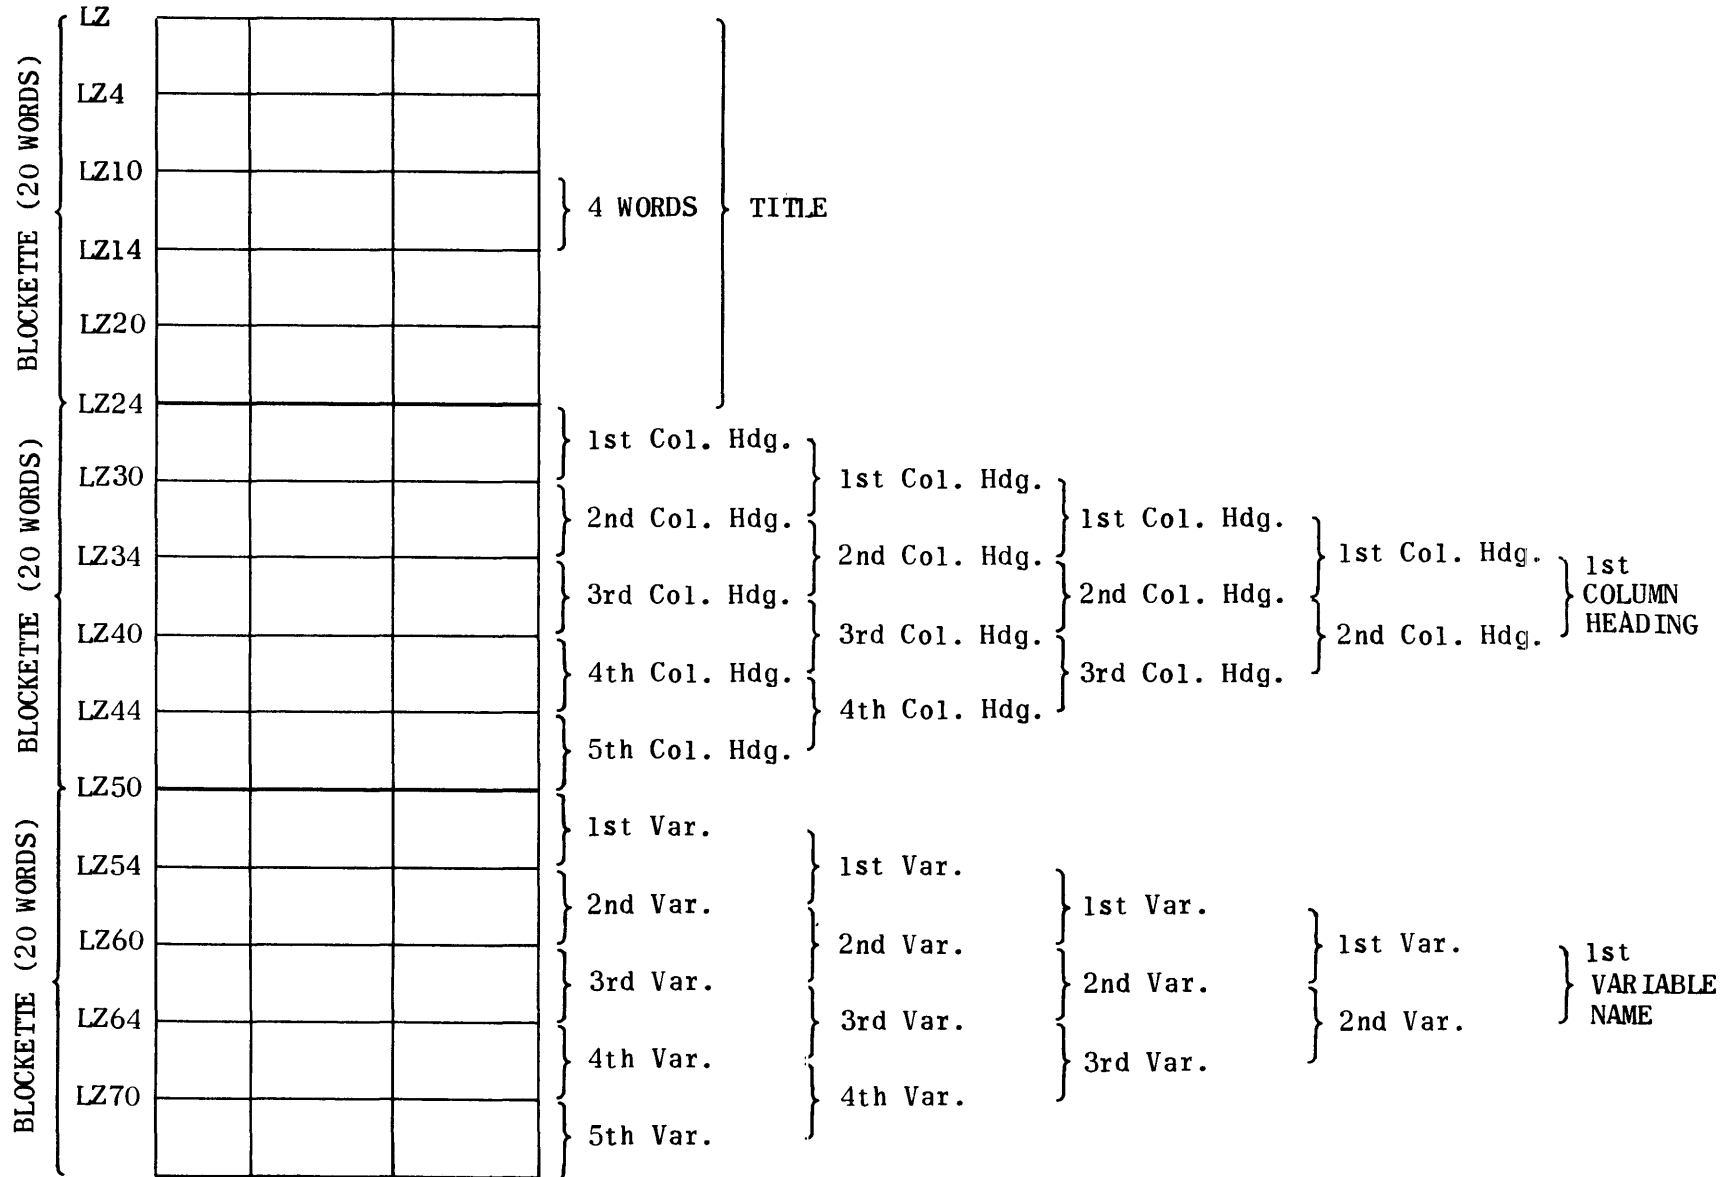 BLOCKETTE (20 WORDS)
BLOCKETTE (20 WORDS)
BLOCKETTE (20 WORDS)
LZ
LZ4
LZ10
LZ14
LZ20
LZ24
LZ30
LZ34
LZ40
LZ44
LZ50
LZ54
LZ60
LZ64
LZ70
4 WORDS
TITLE
1st Col. Hdg.
2nd Col. Hdg.
3rd Col. Hdg.
4th Col. Hdg.
5th Col. Hdg.
1st Col. Hdg.
2nd Col. Hdg.
3rd Col. Hdg.
4th Col. Hdg.
1st Col. Hdg.
2nd Col. Hdg.
3rd Col. Hdg.
1st Col. Hdg.
2nd Col. Hdg.
1st
COLUMN
HEADING
1st Var.
2nd Var.
3rd Var.
4th Var.
5th Var.
1st Var.
2nd Var.
3rd Var.
4th Var.
1st Var.
2nd Var.
3rd Var.
1st Var.
2nd Var.
1st
VARIABLE
NAME